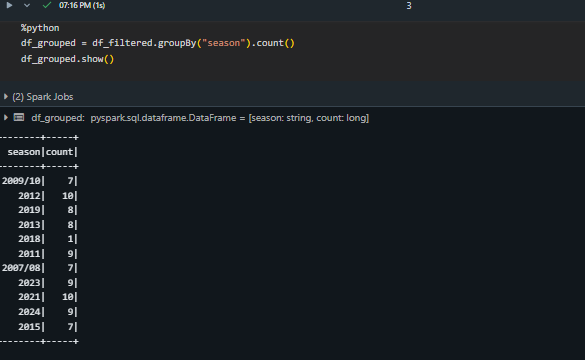 07:16 PM (1s)
3
%python
df_grouped = df_filtered.groupBy("season").count()
df_grouped.show()
(2) Spark Jobs
df_grouped: pyspark.sql.dataframe.DataFrame = [season: string, count: long]
-------+-----+
season|count|
-------+-----+
2009/10| 7|
2012| 10|
2019| 8|
2013| 8|
2018| 1|
2011| 9|
2007/08| 7|
2023| 9|
2021| 10|
2024| 9|
2015| 7|
-------+-----+